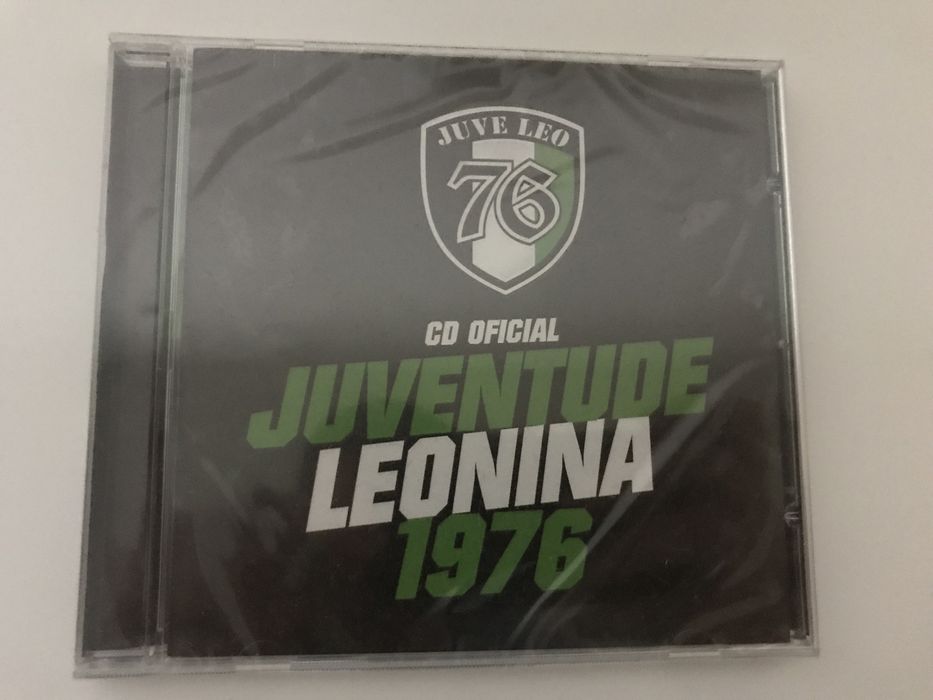 JUVE LEO
76
CD OFICIAL
JUVENTUDE
LEONINA
1976